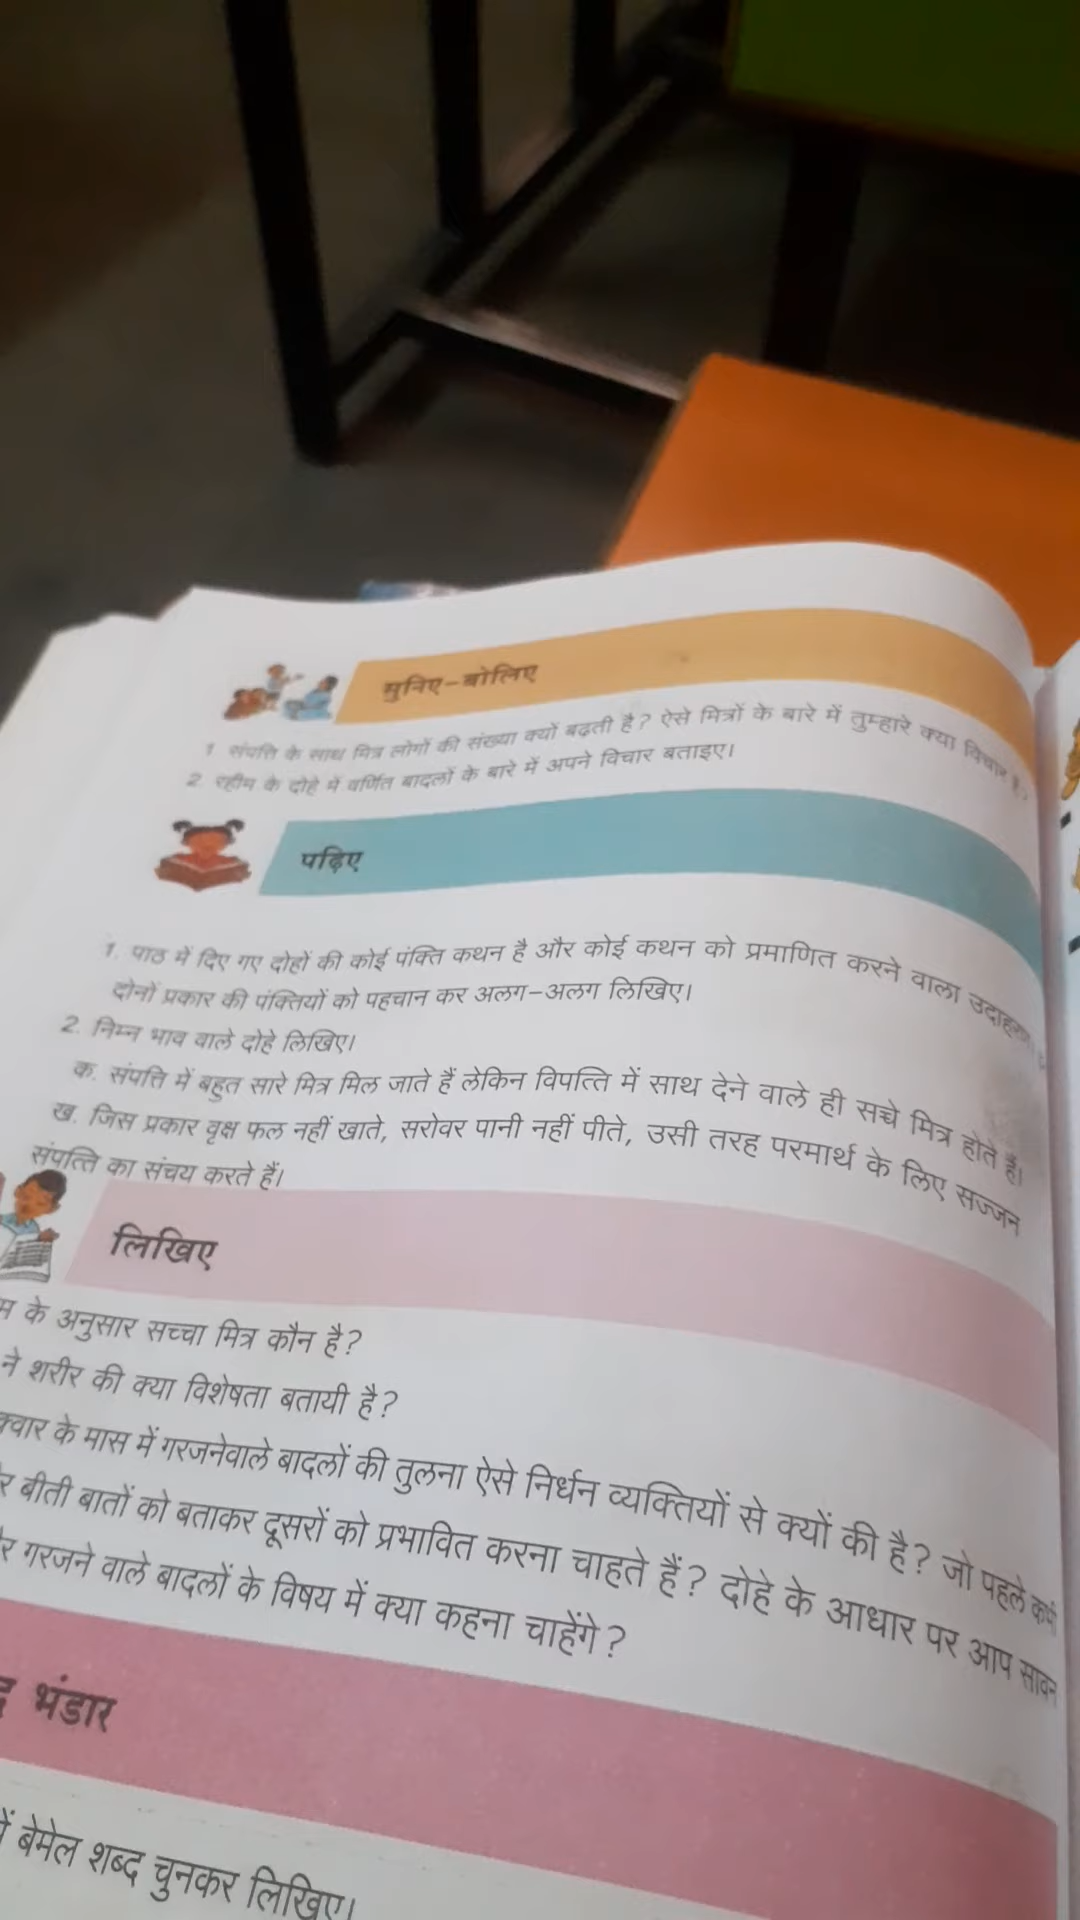 सुनिए-बोलिए
1 संपत्ति के साथ मित्र लोगों की संख्या क्यों बढ़ती है? ऐसे मित्रों के बारे में तुम्हारे क्या विचार है?
2. रहीम के दोहे में वर्णित बादलों के बारे में अपने विचार बताइए।
पढ़िए
1. पाठ में दिए गए दोहों की कोई पंक्ति कथन है और कोई कथन को प्रमाणित करने वाला उदाहरण।
दोनों प्रकार की पंक्तियों को पहचान कर अलग-अलग लिखिए।
2. निम्न भाव वाले दोहे लिखिए।
क. संपत्ति में बहुत सारे मित्र मिल जाते हैं लेकिन विपत्ति में साथ देने वाले ही सच्चे मित्र होते हैं।
ख. जिस प्रकार वृक्ष फल नहीं खाते, सरोवर पानी नहीं पीते, उसी तरह परमार्थ के लिए सज्जन
संपत्ति का संचय करते हैं।
लिखिए
म के अनुसार सच्चा मित्र कौन है?
ने शरीर की क्या विशेषता बतायी है?
क्वार के मास में गरजनेवाले बादलों की तुलना ऐसे निर्धन व्यक्तियों से क्यों की है? जो पहले कभी
र बीती बातों को बताकर दूसरों को प्रभावित करना चाहते हैं? दोहे के आधार पर आप सावन
र गरजने वाले बादलों के विषय में क्या कहना चाहेंगे?
भंडार
में बेमेल शब्द चुनकर लिखिए।